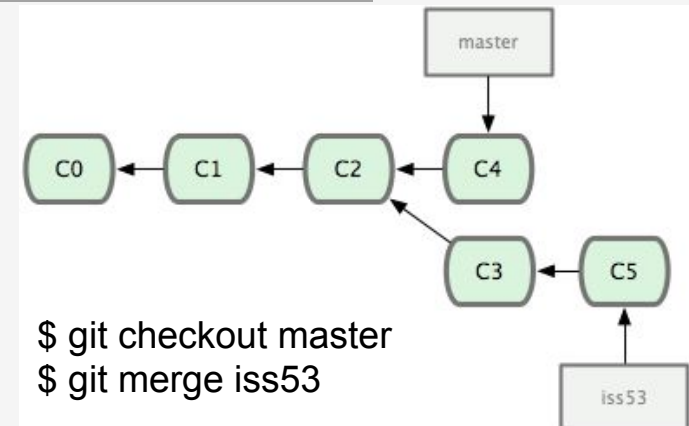 master
C0
C1
C2
C4
C3
C5
$ git checkout master
$ git merge iss53
iss53